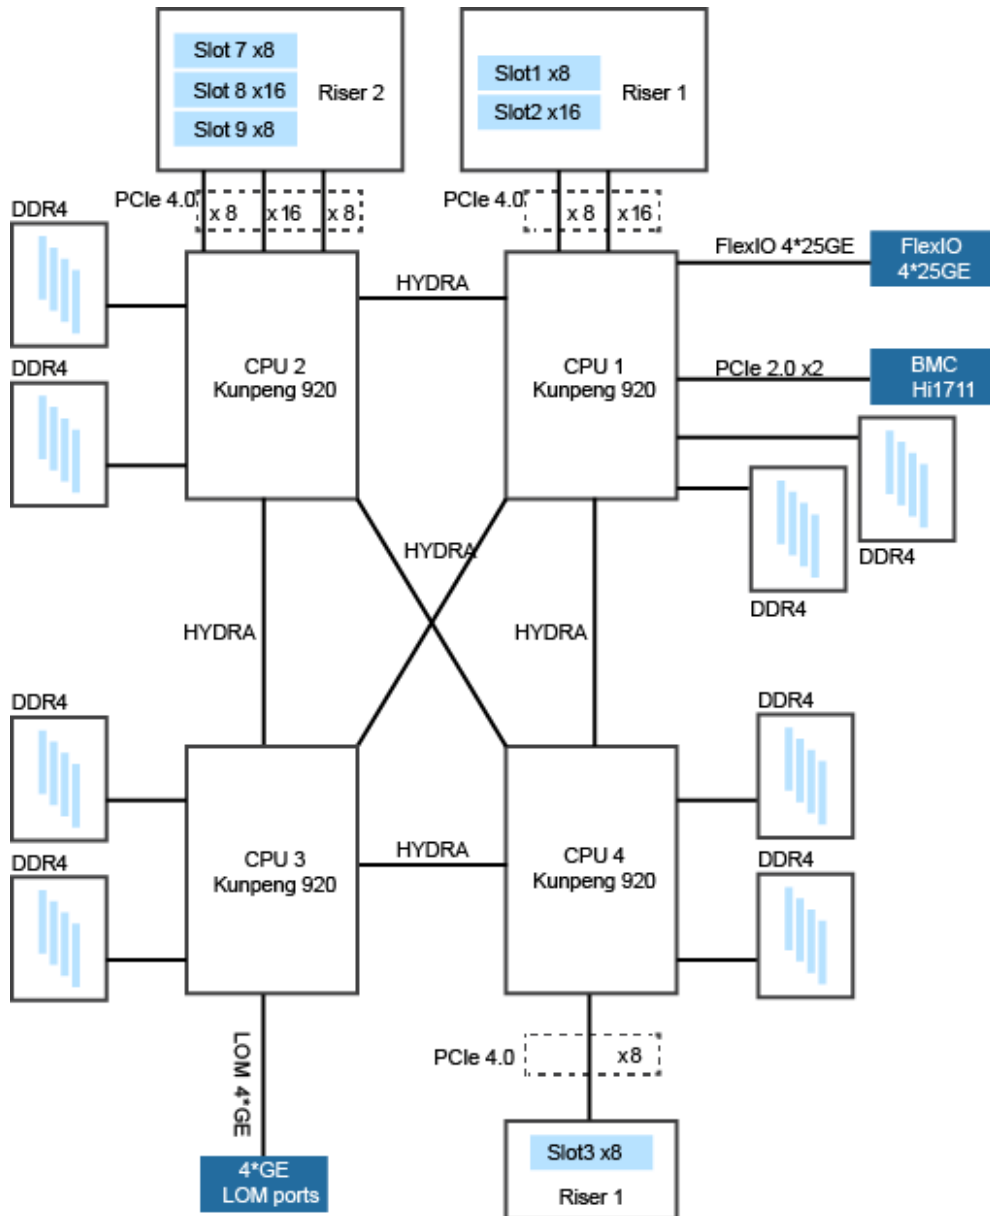 Slot 7 x8
Slot 8 x16
Slot 9 x8
Riser 2
Slot1 x8
Slot2 x16
Riser 1
PCIe 4.0
x 8
x16
x 8
PCIe 4.0
x 8
x16
DDR4
FlexIO 4*25GE
FlexIO
4*25GE
HYDRA
CPU 2
Kunpeng 920
CPU 1
Kunpeng 920
PCIe 2.0 x2
BMC
Hi1711
DDR4
HYDRA
DDR4
DDR4
HYDRA
HYDRA
DDR4
DDR4
HYDRA
CPU 3
Kunpeng 920
CPU 4
Kunpeng 920
DDR4
DDR4
LOM 4*GE
PCIe 4.0
x8
4*GE
LOM ports
Slot3 x8
Riser 1